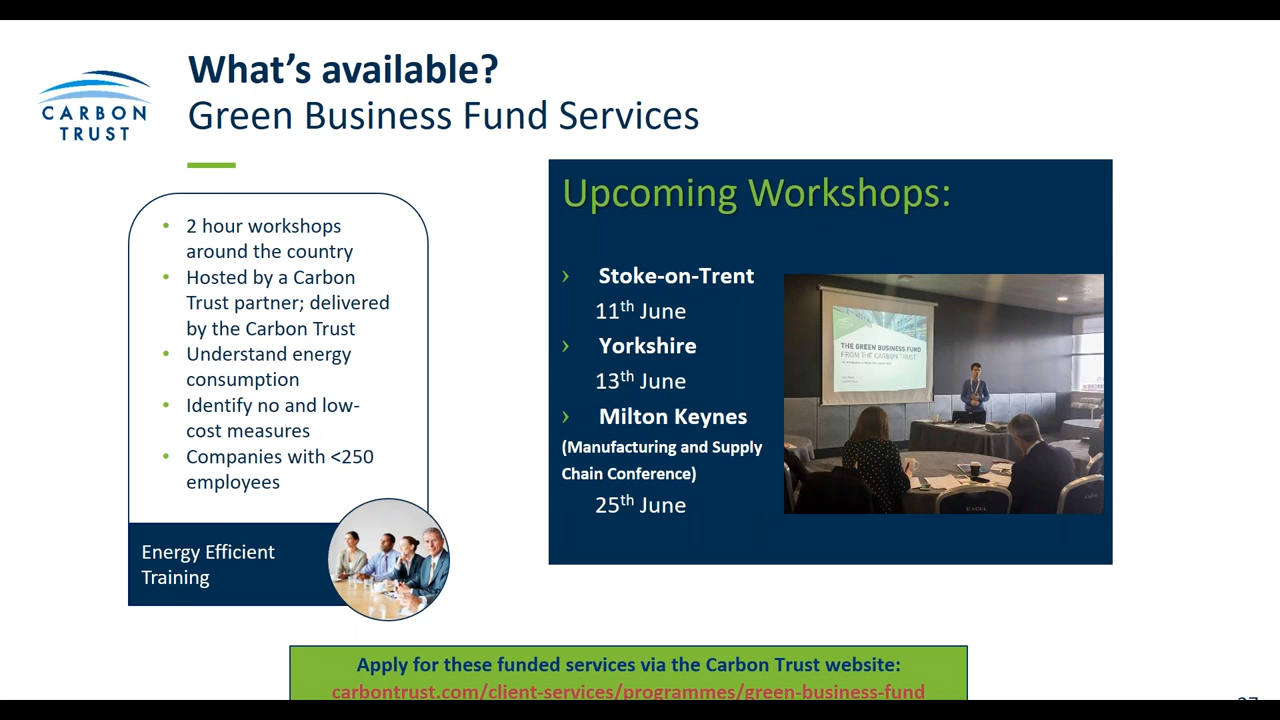 What's available?
Green Business Fund Services
CARBON
TRUST
• 2 hour workshops
around the country
• Hosted by a Carbon
Trust partner; delivered
by the Carbon Trust
• Understand energy
consumption
• Identify no and low-
cost measures
• Companies with <250
employees
Energy Efficient
Training
Upcoming Workshops:
› Stoke-on-Trent
11th June
› Yorkshire
13th June
› Milton Keynes
(Manufacturing and Supply
Chain Conference)
25th June
THE GREEN BUSINESS FUND
FROM THE CARBON TRUST
Apply for these funded services via the Carbon Trust website:
carbontrust.com/client-services/programmes/green-business-fund